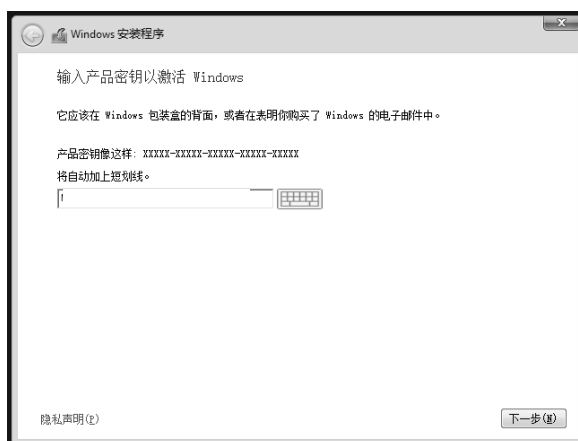 Windows 安装程序
输入产品密钥以激活 Windows
它应该在 Windows 包装盒的背面，或者在表明你购买了 Windows 的电子邮件中。
产品密钥像这样: XXXXX-XXXXX-XXXXX-XXXXX-XXXXX
将自动加上短划线。
隐私声明(P)
下一步(N)